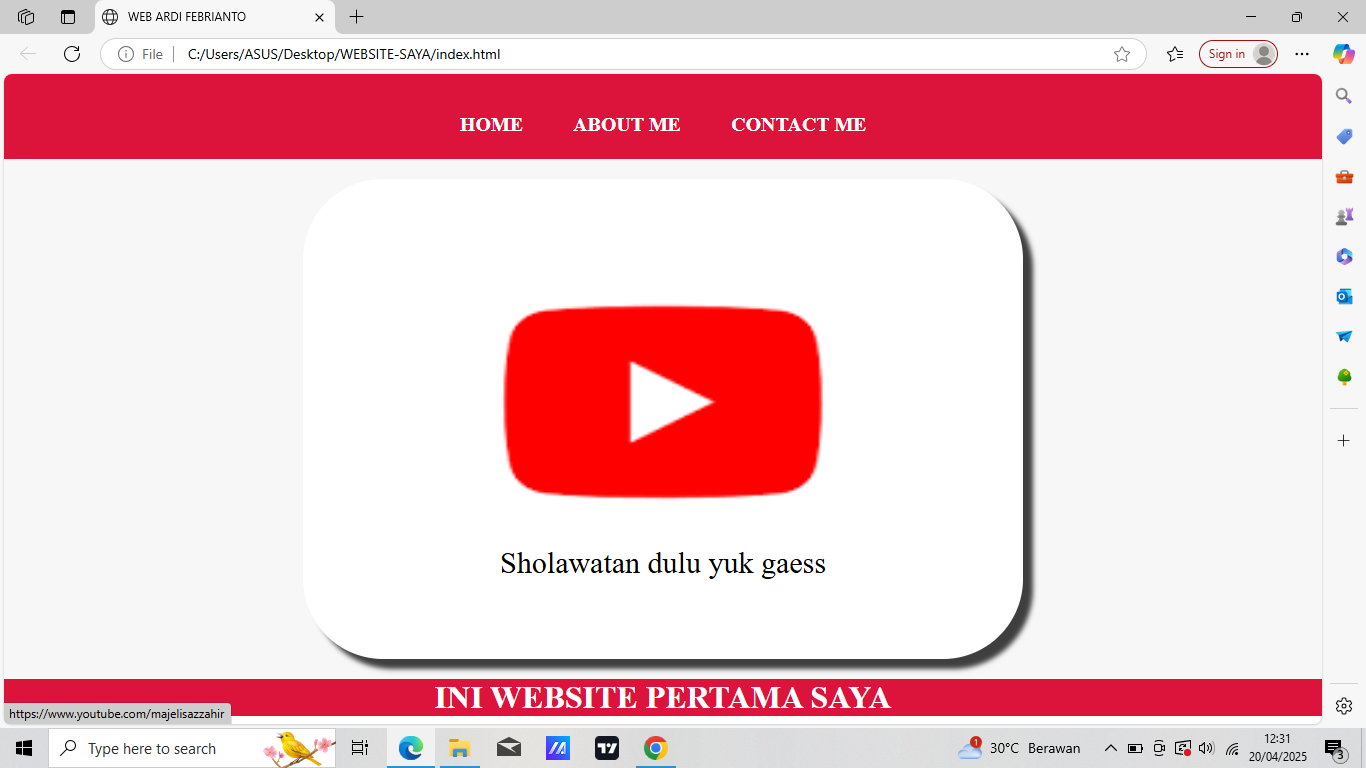 WEB ARDI FEBRIANTO
File
C:/Users/ASUS/Desktop/WEBSITE-SAYA/index.html
Sign in
HOME ABOUT ME CONTACT ME
Sholawatan dulu yuk gaess
INI WEBSITE PERTAMA SAYA
https://www.youtube.com/majelisazzahir
Type here to search
1
30°C Berawan
12:31
20/04/2025
3